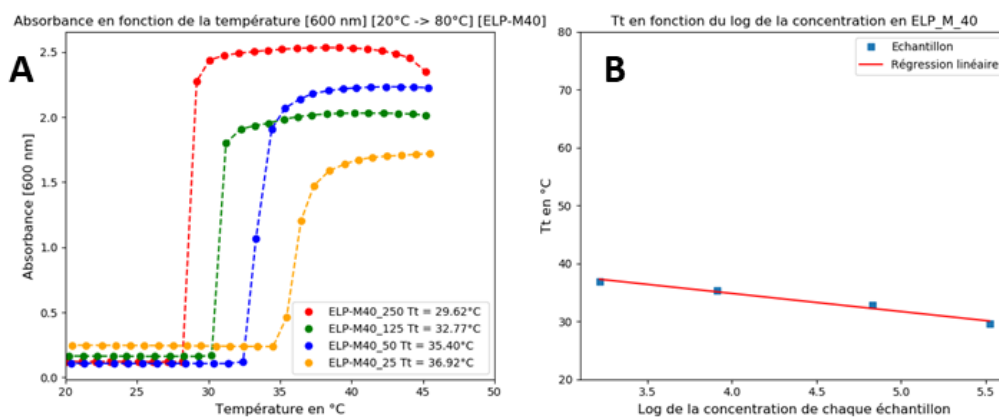 Absorbance en fonction de la température [600 nm] [20°C -> 80°C] [ELP-M40]
A
2.5
2.0
1.5
1.0
0.5
0.0
Absorbance [600 nm]
ELP-M40_250 Tt = 29.62°C
ELP-M40_125 Tt = 32.77°C
ELP-M40_50 Tt = 35.40°C
ELP-M40_25 Tt = 36.92°C
20 25 30 35 40 45 50
Température en °C
Tt en fonction du log de la concentration en ELP_M_40
B
Echantillon
Régression linéaire
80
70
60
50
40
30
20
Tt en °C
3.5 4.0 4.5 5.0 5.5
Log de la concentration de chaque échantillon